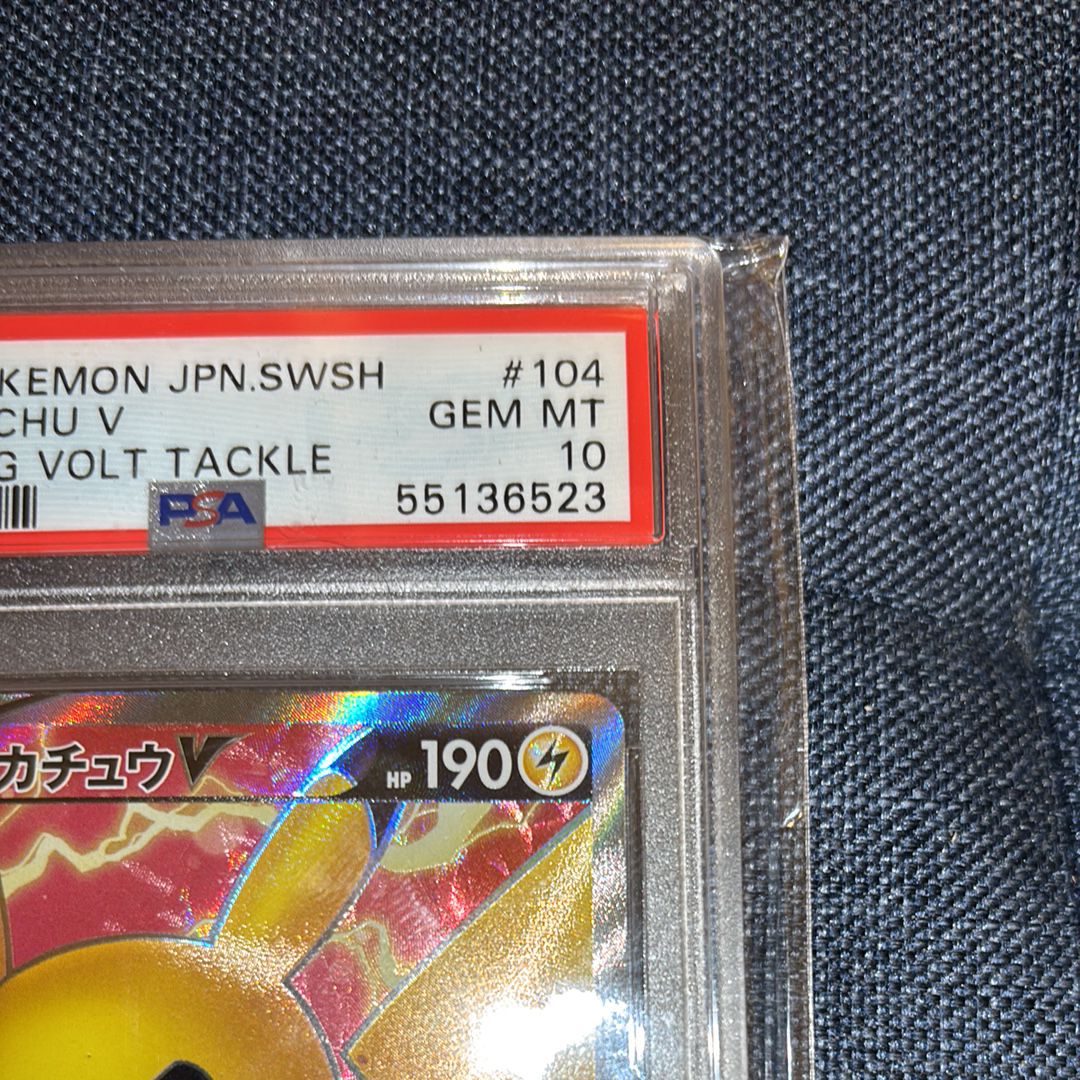 KEMON JPN.SWSH #104
CHU V GEM MT
G VOLT TACKLE 10
PSA 55136523
カチュウV HP 190